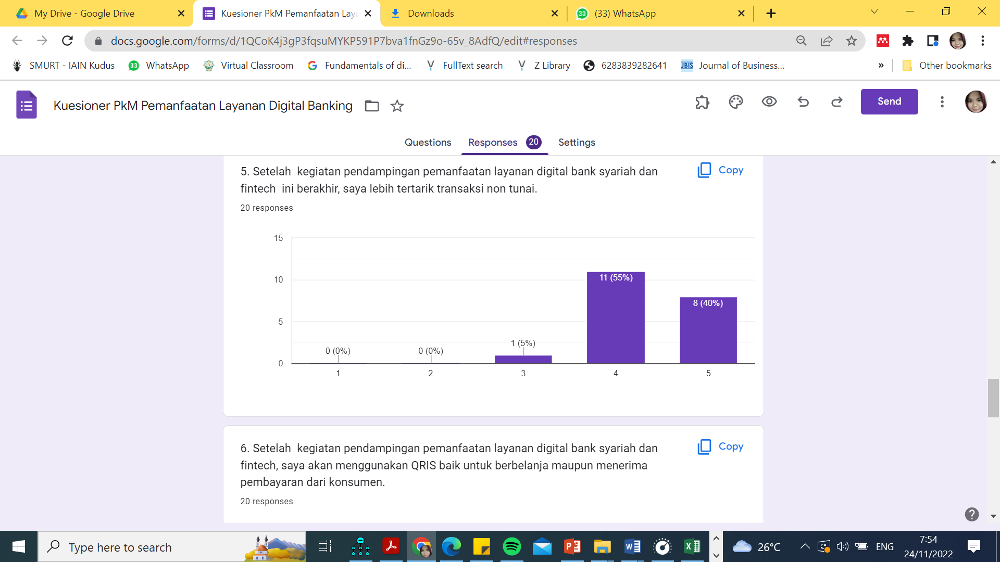 My Drive - Google Drive
Kuesioner PkM Pemanfaatan Lay
Downloads
33
(33) WhatsApp
docs.google.com/forms/d/1QCoK4j3gP3fqsuMYKP591P7bva1fnGz9o-65v_8AdfQ/edit#responses
SMURT - IAIN Kudus
33
WhatsApp
Virtual Classroom
Fundamentals of di...
FullText search
Z Library
6283839282641
JBIS
Journal of Business...
»
Other bookmarks
Kuesioner PkM Pemanfaatan Layanan Digital Banking
Send
Questions
Responses 20
Settings
5. Setelah  kegiatan pendampingan pemanfaatan layanan digital bank syariah dan
fintech  ini berakhir, saya lebih tertarik transaksi non tunai.
Copy
20 responses
15
10
5
0
0 (0%)
0 (0%)
1 (5%)
11 (55%)
8 (40%)
1
2
3
4
5
6. Setelah  kegiatan pendampingan pemanfaatan layanan digital bank syariah dan
fintech, saya akan menggunakan QRIS baik untuk berbelanja maupun menerima
pembayaran dari konsumen.
Copy
20 responses
Type here to search
26°C
ENG
7:54
24/11/2022